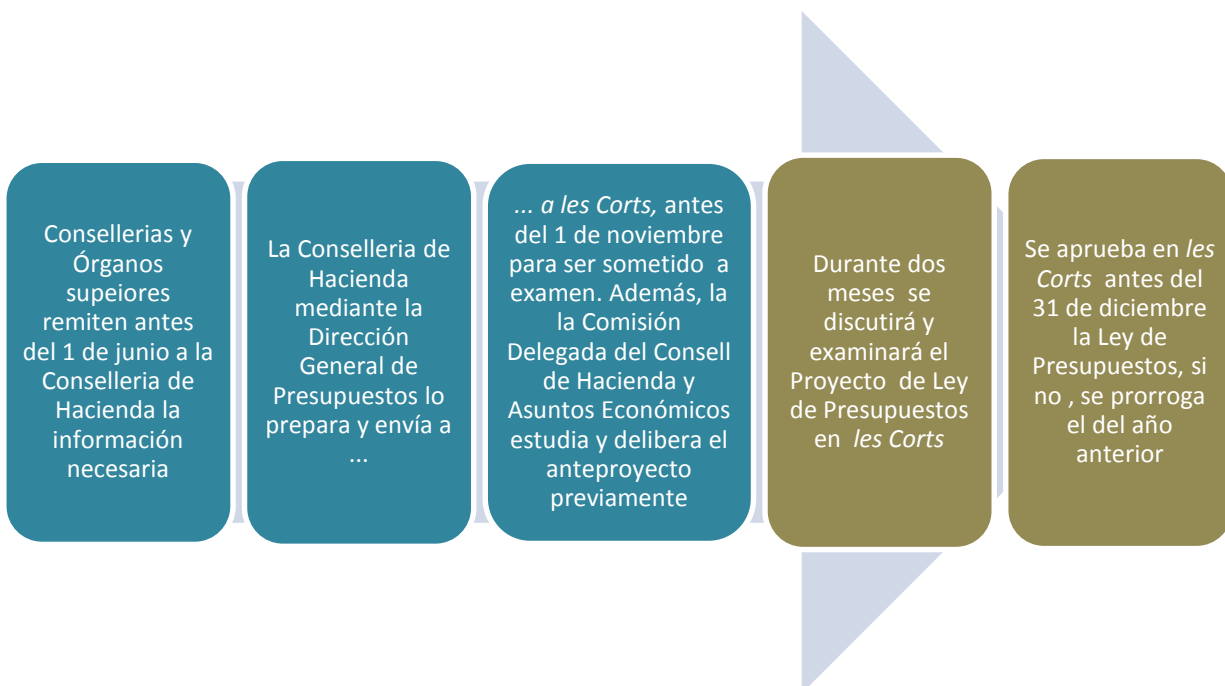 Consellerias y
Órganos
supeiores
remiten antes
del 1 de junio a la
Conselleria de
Hacienda la
información
necesaria
La Conselleria de
Hacienda
mediante la
Dirección
General de
Presupuestos lo
prepara y envía a
...
... a les Corts, antes
del 1 de noviembre
para ser sometido a
examen. Además, la
la Comisión
Delegada del Consell
de Hacienda y
Asuntos Económicos
estudia y delibera el
anteproyecto
previamente
Durante dos
meses se
discutirá y
examinará el
Proyecto de Ley
de Presupuestos
en les Corts
Se aprueba en les
Corts antes del
31 de diciembre
la Ley de
Presupuestos, si
no , se prorroga
el del año
anterior